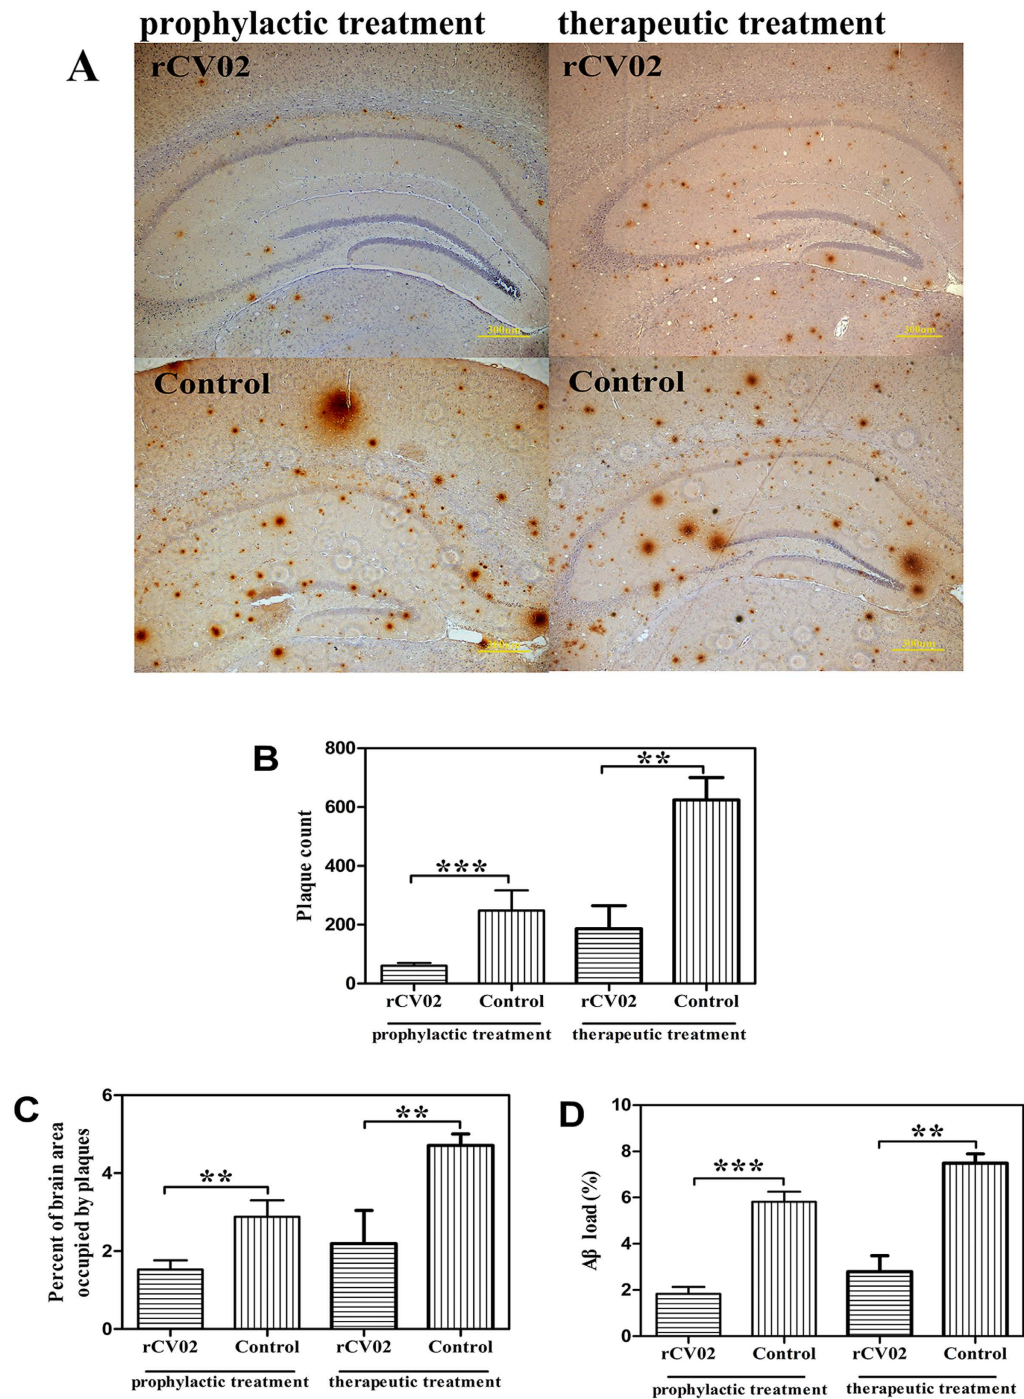 prophylactic treatment therapeutic treatment
A
rCV02 rCV02
300um 300um
Control Control
300um
B
800
600
400
200
0
Plaque count
***
**
rCV02 Control rCV02 Control
prophylactic treatment therapeutic treatment
C
6
4
2
0
Percent of brain area
occupied by plaques
**
**
rCV02 Control rCV02 Control
prophylactic treatment therapeutic treatment
D
10
8
6
4
2
0
Aβ load (%)
***
**
rCV02 Control rCV02 Control
prophylactic treatment therapeutic treatment